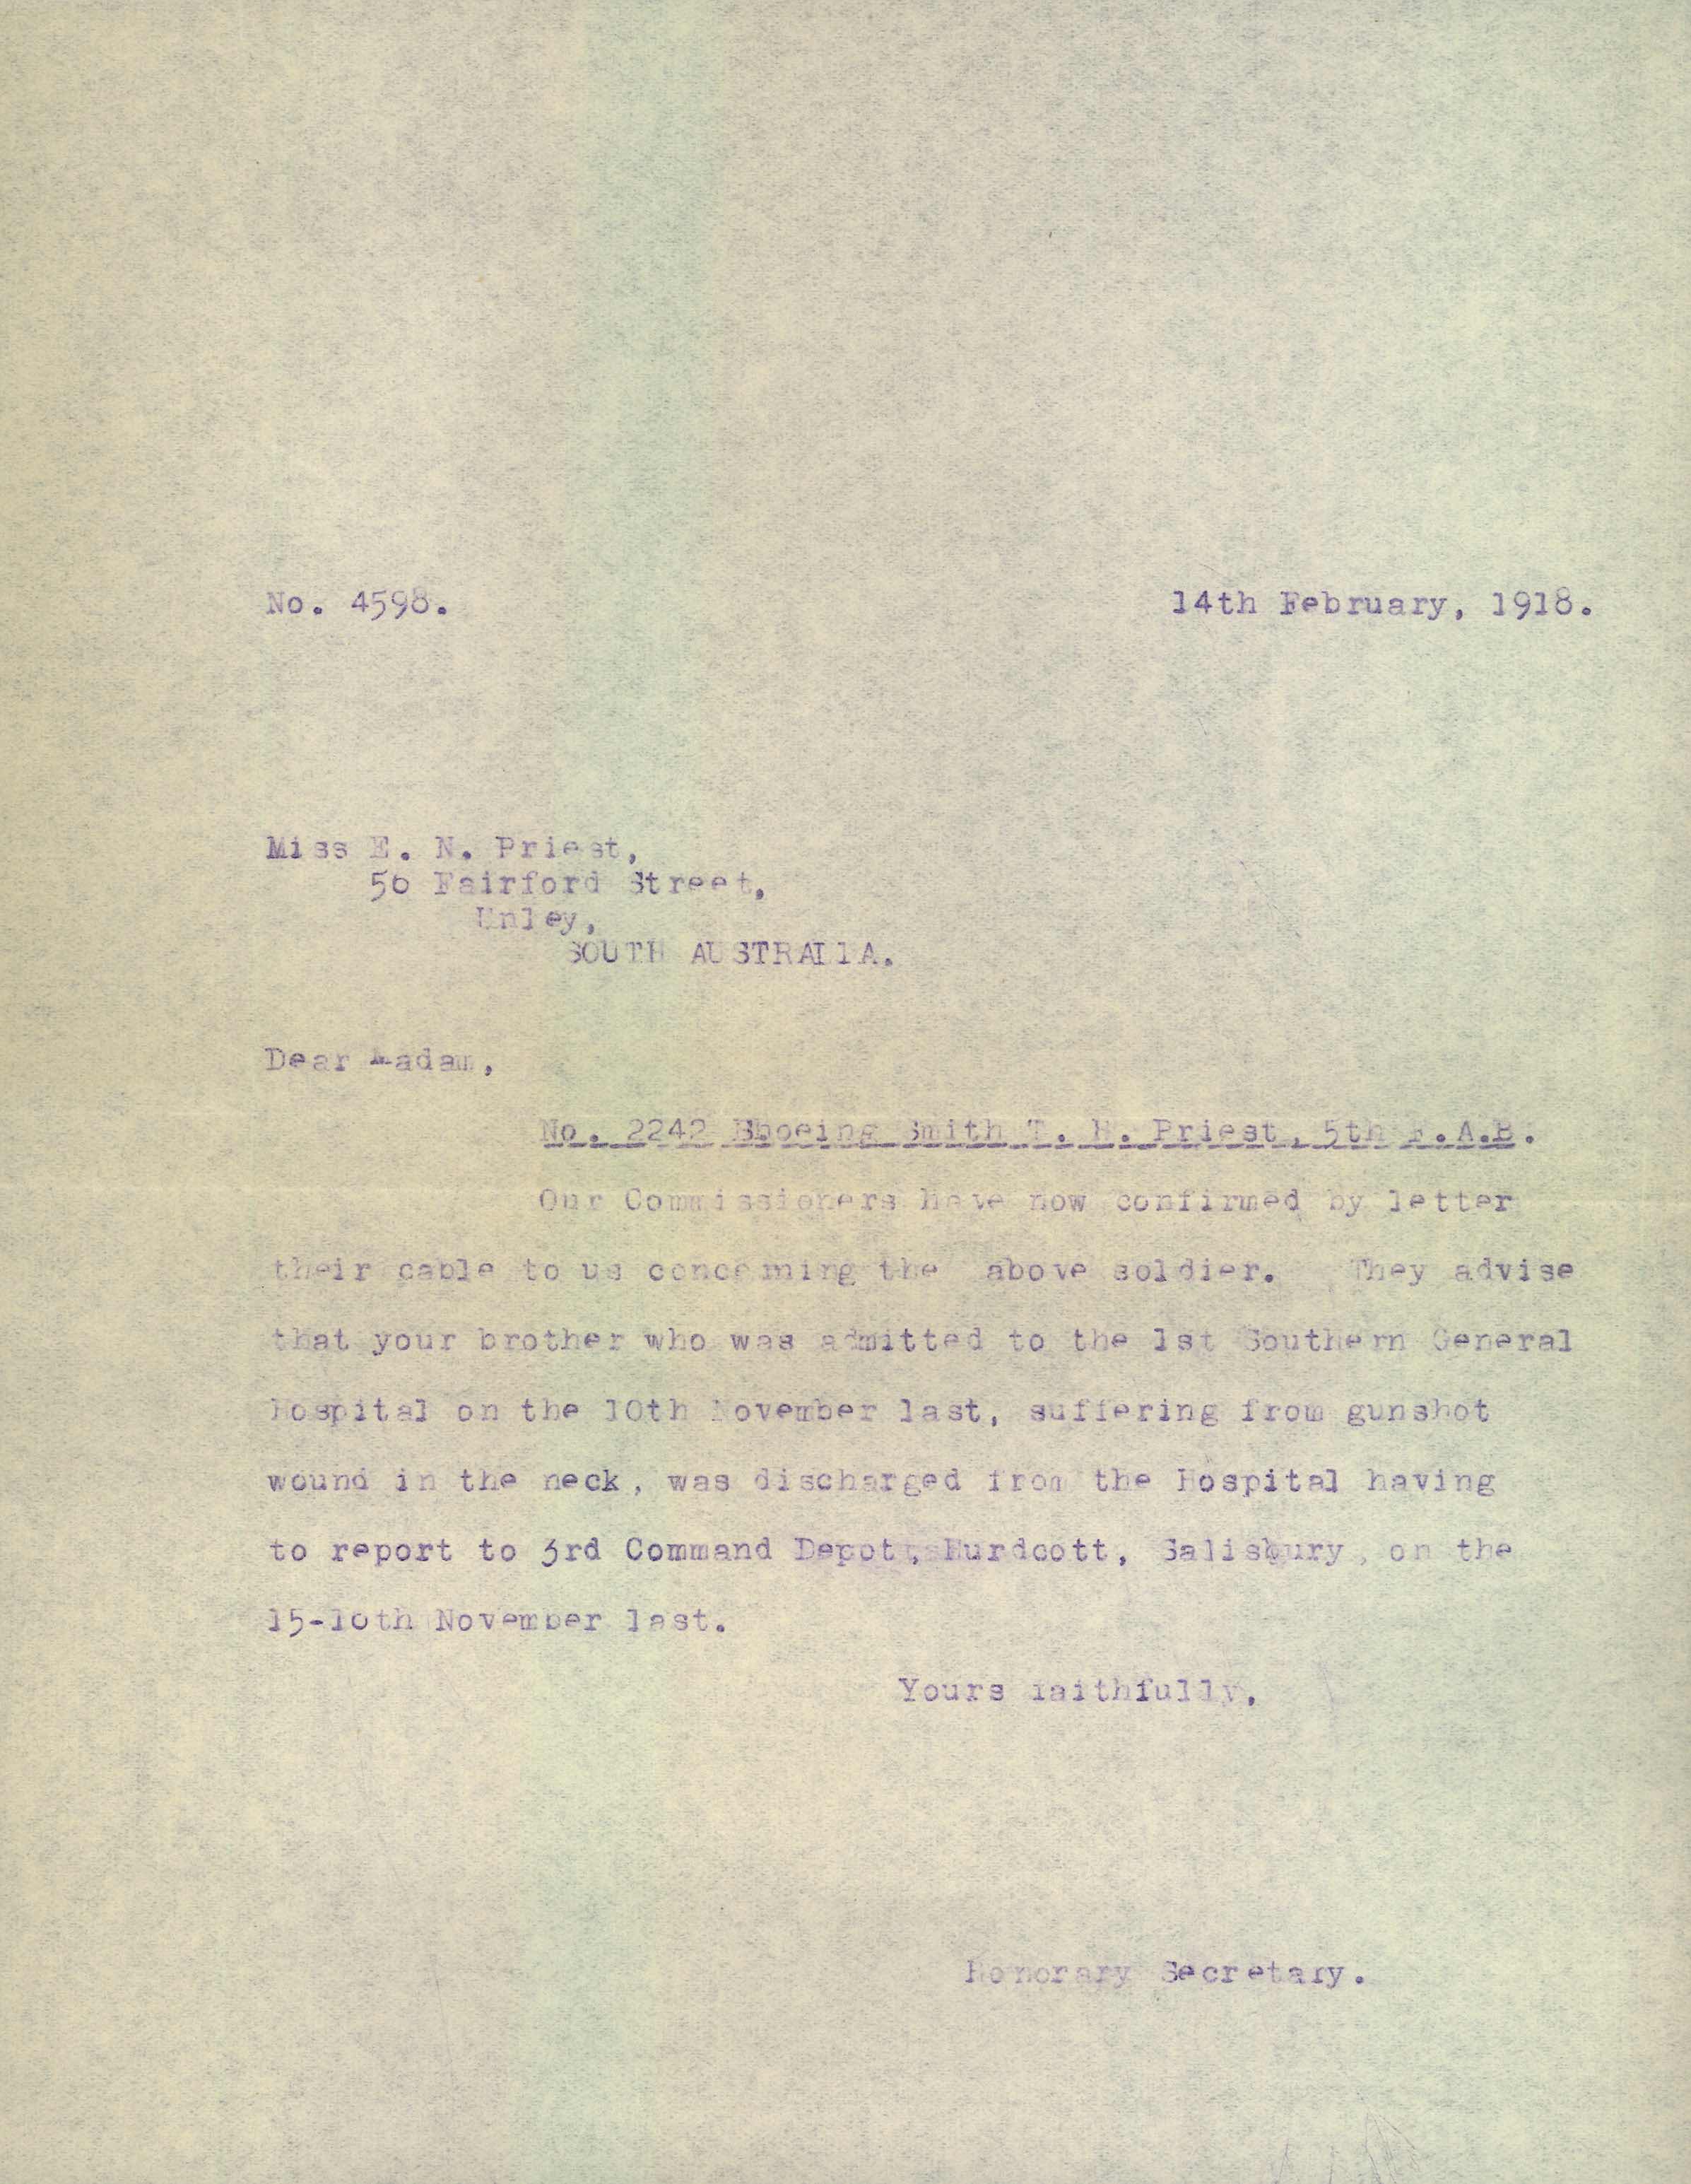 No. 4598.
14th February, 1918.
Miss E. N. Priest,
56 Fairford Street,
Unley,
SOUTH AUSTRALIA.
Dear Madam,
No. 2242 Shoeing Smith T. H. Priest, 5th F.A.B.
Our Commissioners have now confirmed by letter
their cable to us concerning the above soldier. They advise
that your brother who was admitted to the 1st Southern General
Hospital on the 10th November last, suffering from gunshot
wound in the neck, was discharged from the Hospital having
to report to 3rd Command Depot, Hurdcott, Salisbury, on the
15-16th November last.
Yours faithfully,
Honorary Secretary.